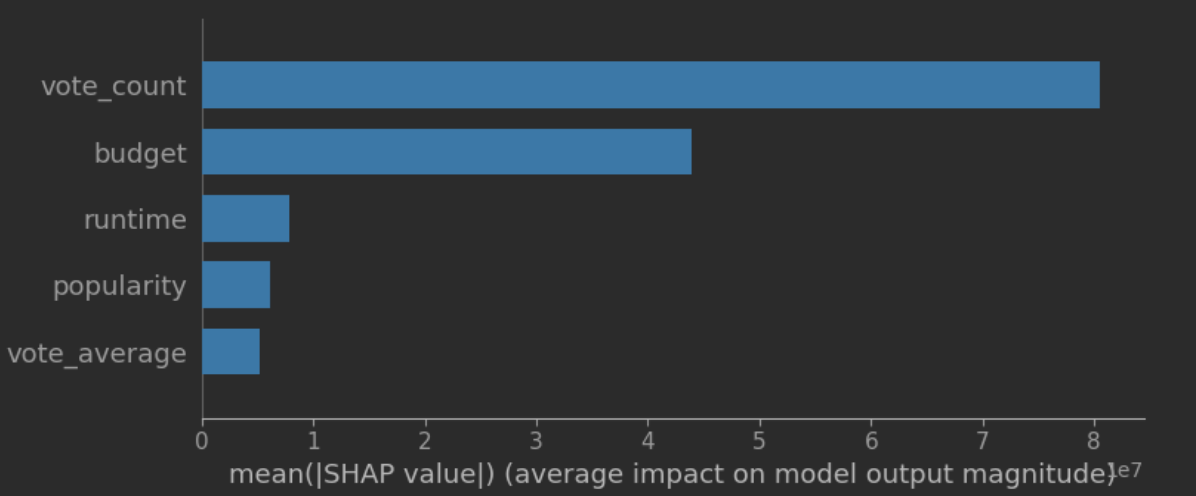 vote_count
budget
runtime
popularity
vote_average
0 1 2 3 4 5 6 7 8
mean(|SHAP value|) (average impact on model output magnitude)
1e7